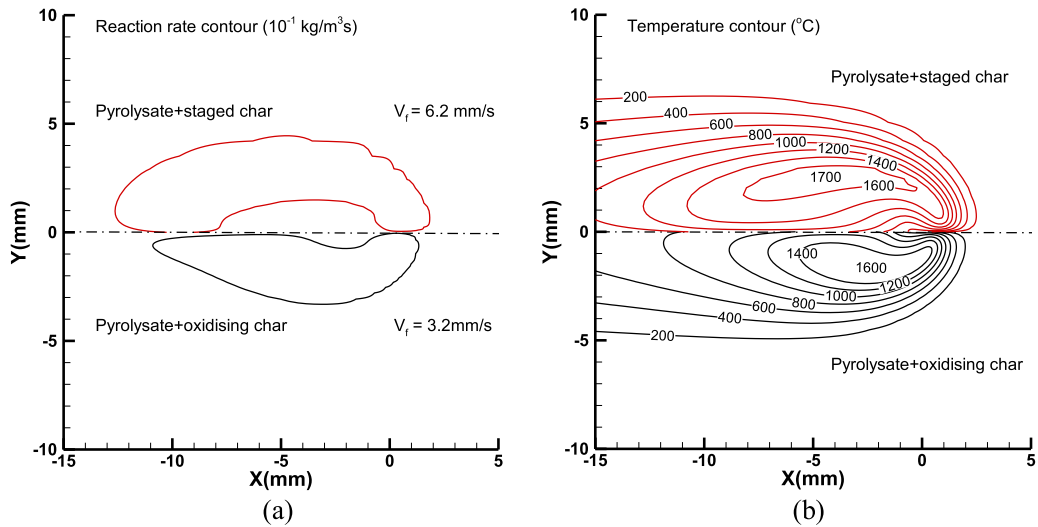 Reaction rate contour (10⁻¹ kg/m³s)
Pyrolysate+staged char
V_f = 6.2 mm/s
Pyrolysate+oxidising char
V_f = 3.2mm/s
10
5
0
-5
-10
Y(mm)
-15
-10
-5
0
5
X(mm)
(a)
Temperature contour (°C)
Pyrolysate+staged char
200
400
600
800
1000
1200
1400
1700
1600
1400
1600
1200
1000
800
600
400
200
Pyrolysate+oxidising char
10
5
0
-5
-10
Y(mm)
-15
-10
-5
0
5
X(mm)
(b)